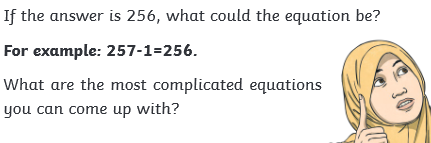 If the answer is 256, what could the equation be?
For example: 257-1=256.
What are the most complicated equations
you can come up with?